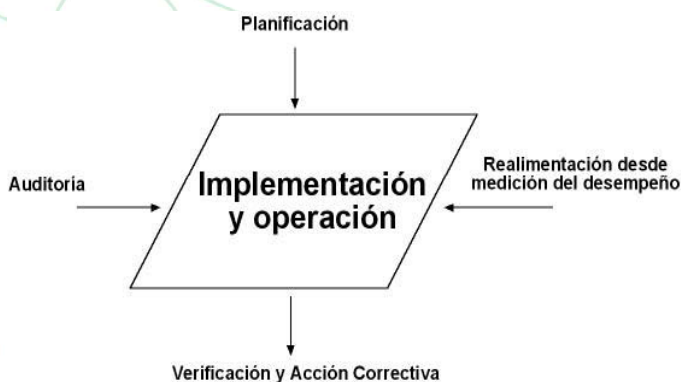 Planificación
Auditoria
Implementación
y operación
Realimentación desde
medición del desempeño
Verificación y Acción Correctiva